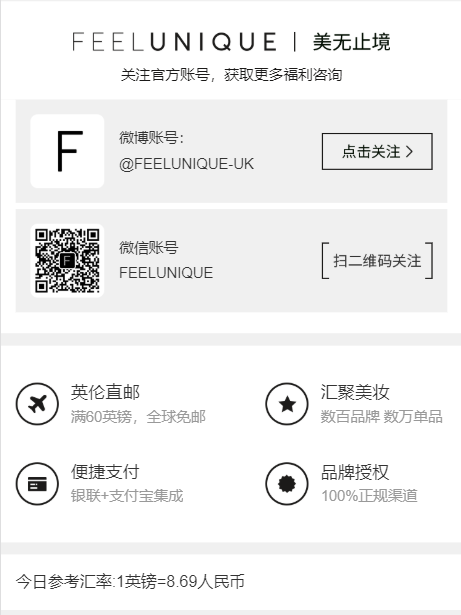 FEELUNIQUE | 美无止境
关注官方账号，获取更多福利咨询
F
微博账号：
@FEELUNIQUE-UK
点击关注 >
F
微信账号
FEELUNIQUE
扫二维码关注
英伦直邮
满60英镑，全球免邮
汇聚美妆
数百品牌 数万单品
便捷支付
银联+支付宝集成
品牌授权
100%正规渠道
今日参考汇率:1英镑=8.69人民币